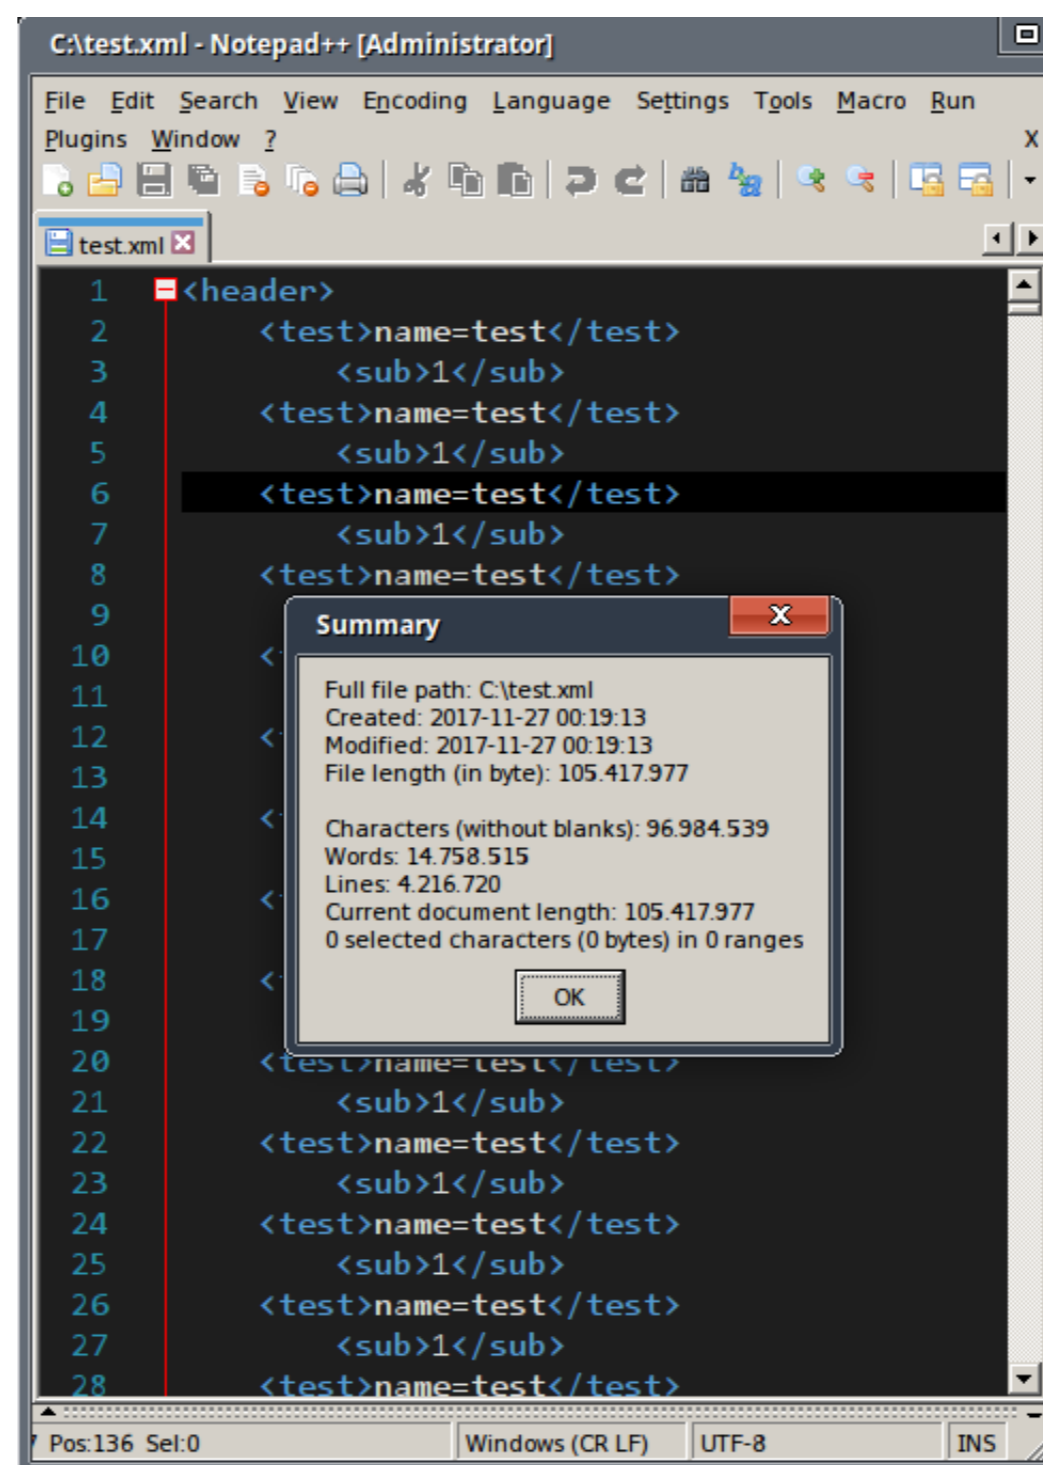 C:\test.xml - Notepad++ [Administrator]
File Edit Search View Encoding Language Settings Tools Macro Run
Plugins Window ? X
test.xml
1 <header>
2 <test>name=test</test>
3 <sub>1</sub>
4 <test>name=test</test>
5 <sub>1</sub>
6 <test>name=test</test>
7 <sub>1</sub>
8 <test>name=test</test>
9
10 <
11
12 <
13
14 <
15
16 <
17
18 <
19
20 <test>name=test</test>
21 <sub>1</sub>
22 <test>name=test</test>
23 <sub>1</sub>
24 <test>name=test</test>
25 <sub>1</sub>
26 <test>name=test</test>
27 <sub>1</sub>
28 <test>name=test</test>
Summary X
Full file path: C:\test.xml
Created: 2017-11-27 00:19:13
Modified: 2017-11-27 00:19:13
File length (in byte): 105.417.977
Characters (without blanks): 96.984.539
Words: 14.758.515
Lines: 4.216.720
Current document length: 105.417.977
0 selected characters (0 bytes) in 0 ranges
OK
Pos:136 Sel:0 Windows (CR LF) UTF-8 INS